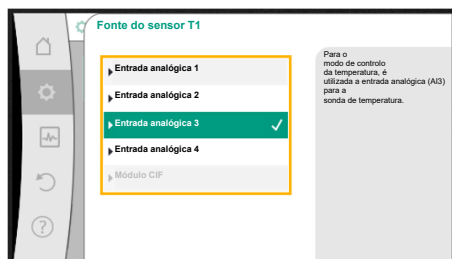 Fonte do sensor T1
Entrada analógica 1
Entrada analógica 2
Entrada analógica 3
Entrada analógica 4
Módulo CIF
Para o
modo de controlo
da temperatura, é
utilizada a entrada analógica (AI3)
para a
sonda de temperatura.
?